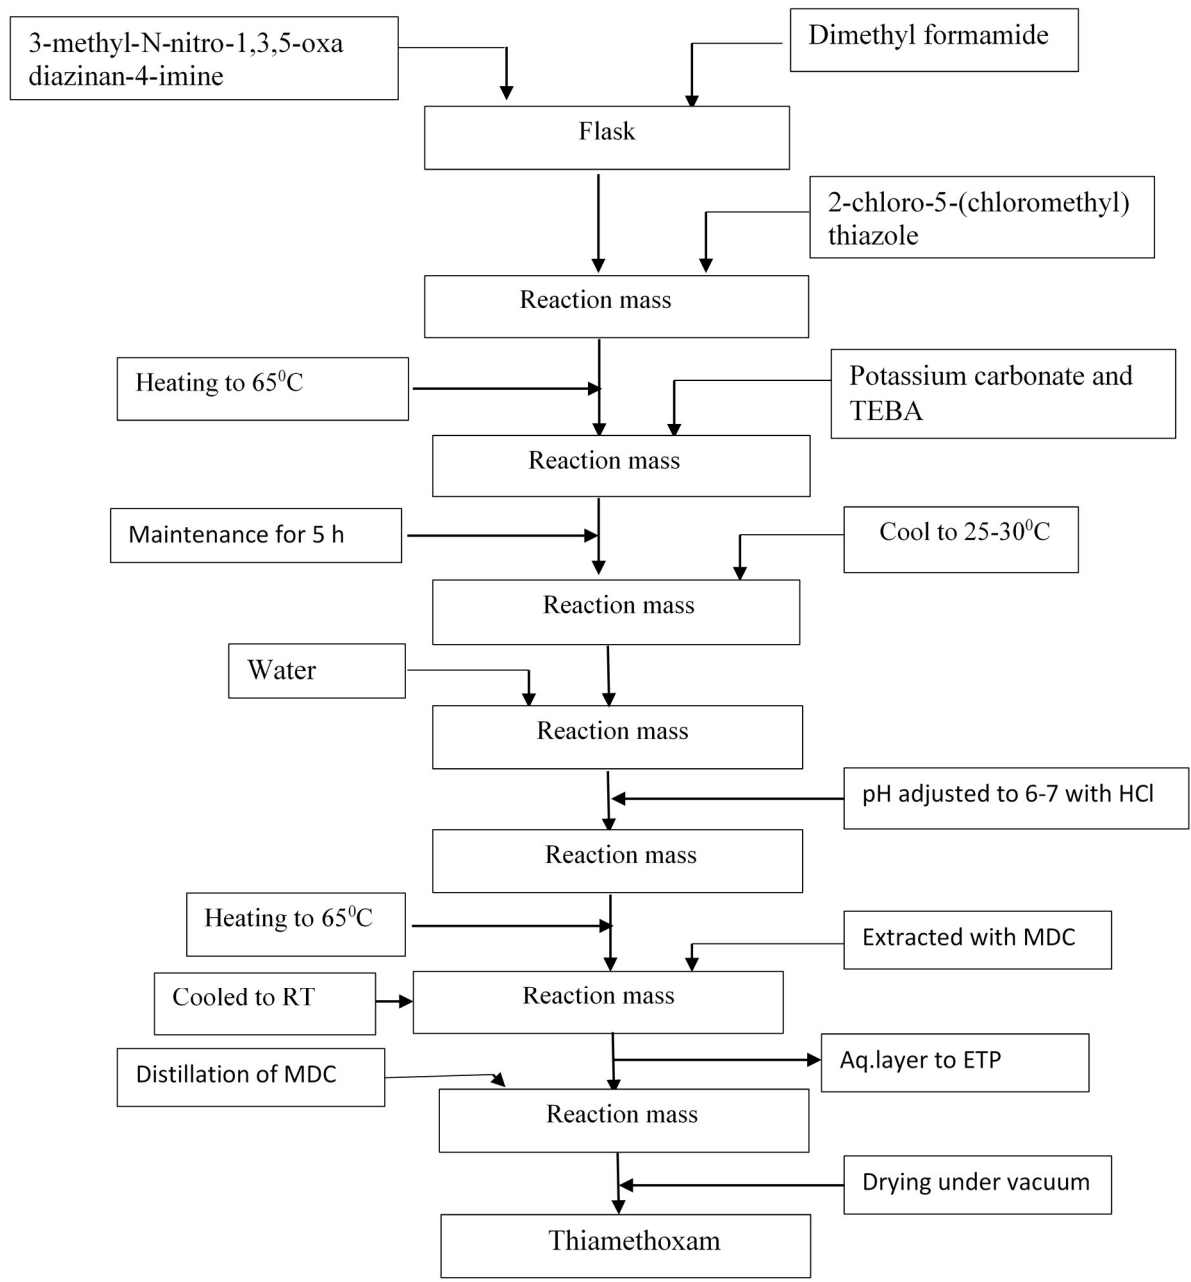 3-methyl-N-nitro-1,3,5-oxa
diazinan-4-imine
Dimethyl formamide
Flask
2-chloro-5-(chloromethyl)
thiazole
Reaction mass
Heating to 65⁰C
Potassium carbonate and
TEBA
Reaction mass
Maintenance for 5 h
Cool to 25-30⁰C
Reaction mass
Water
Reaction mass
pH adjusted to 6-7 with HCl
Reaction mass
Heating to 65⁰C
Extracted with MDC
Cooled to RT
Reaction mass
Aq.layer to ETP
Distillation of MDC
Reaction mass
Drying under vacuum
Thiamethoxam